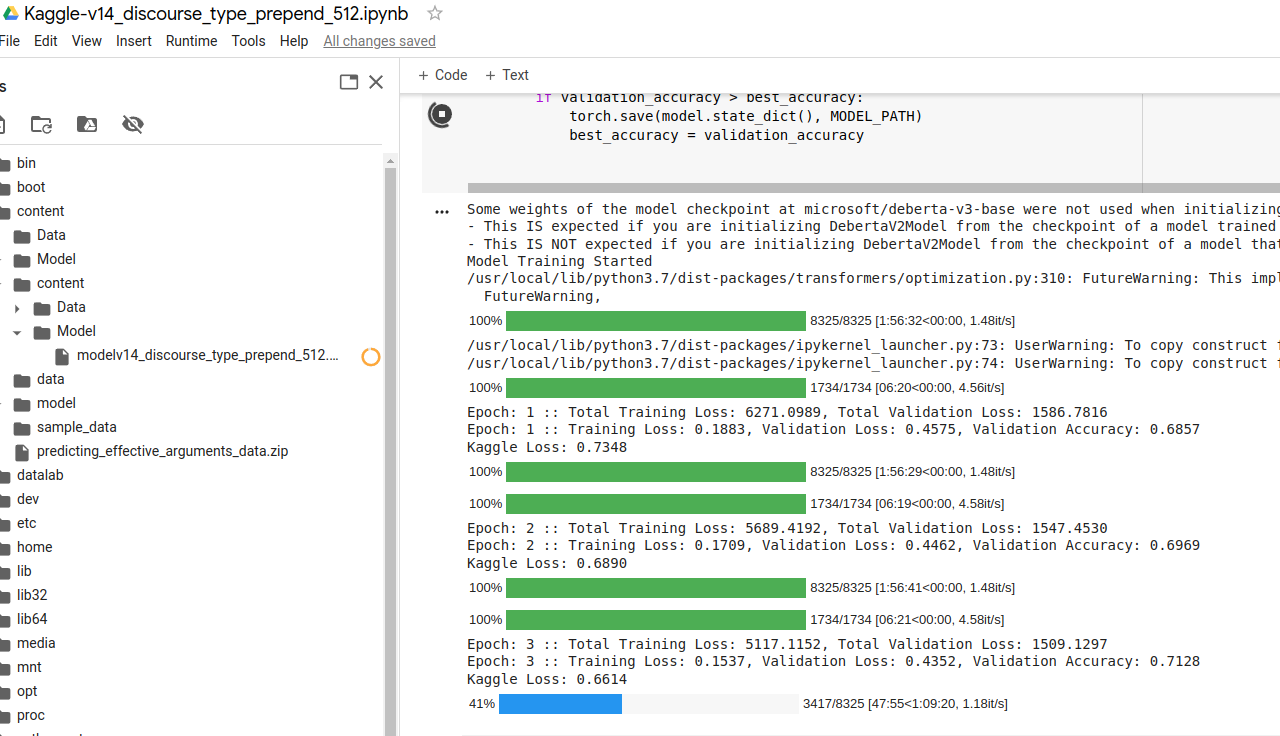 Kaggle-v14_discourse_type_prepend_512.ipynb
File Edit View Insert Runtime Tools Help All changes saved
s
+ Code + Text
bin
boot
content
Data
Model
content
Data
Model
modelv14_discourse_type_prepend_512....
data
model
sample_data
predicting_effective_arguments_data.zip
datalab
dev
etc
home
lib
lib32
lib64
media
mnt
opt
proc
if validation_accuracy > best_accuracy:
torch.save(model.state_dict(), MODEL_PATH)
best_accuracy = validation_accuracy
Some weights of the model checkpoint at microsoft/deberta-v3-base were not used when initializing
- This IS expected if you are initializing DebertaV2Model from the checkpoint of a model trained
- This IS NOT expected if you are initializing DebertaV2Model from the checkpoint of a model that
Model Training Started
/usr/local/lib/python3.7/dist-packages/transformers/optimization.py:310: FutureWarning: This impl
FutureWarning,
100% 8325/8325 [1:56:32<00:00, 1.48it/s]
/usr/local/lib/python3.7/dist-packages/ipykernel_launcher.py:73: UserWarning: To copy construct f
/usr/local/lib/python3.7/dist-packages/ipykernel_launcher.py:74: UserWarning: To copy construct f
100% 1734/1734 [06:20<00:00, 4.56it/s]
Epoch: 1 :: Total Training Loss: 6271.0989, Total Validation Loss: 1586.7816
Epoch: 1 :: Training Loss: 0.1883, Validation Loss: 0.4575, Validation Accuracy: 0.6857
Kaggle Loss: 0.7348
100% 8325/8325 [1:56:29<00:00, 1.48it/s]
100% 1734/1734 [06:19<00:00, 4.58it/s]
Epoch: 2 :: Total Training Loss: 5689.4192, Total Validation Loss: 1547.4530
Epoch: 2 :: Training Loss: 0.1709, Validation Loss: 0.4462, Validation Accuracy: 0.6969
Kaggle Loss: 0.6890
100% 8325/8325 [1:56:41<00:00, 1.48it/s]
100% 1734/1734 [06:21<00:00, 4.58it/s]
Epoch: 3 :: Total Training Loss: 5117.1152, Total Validation Loss: 1509.1297
Epoch: 3 :: Training Loss: 0.1537, Validation Loss: 0.4352, Validation Accuracy: 0.7128
Kaggle Loss: 0.6614
41% 3417/8325 [47:55<1:09:20, 1.18it/s]